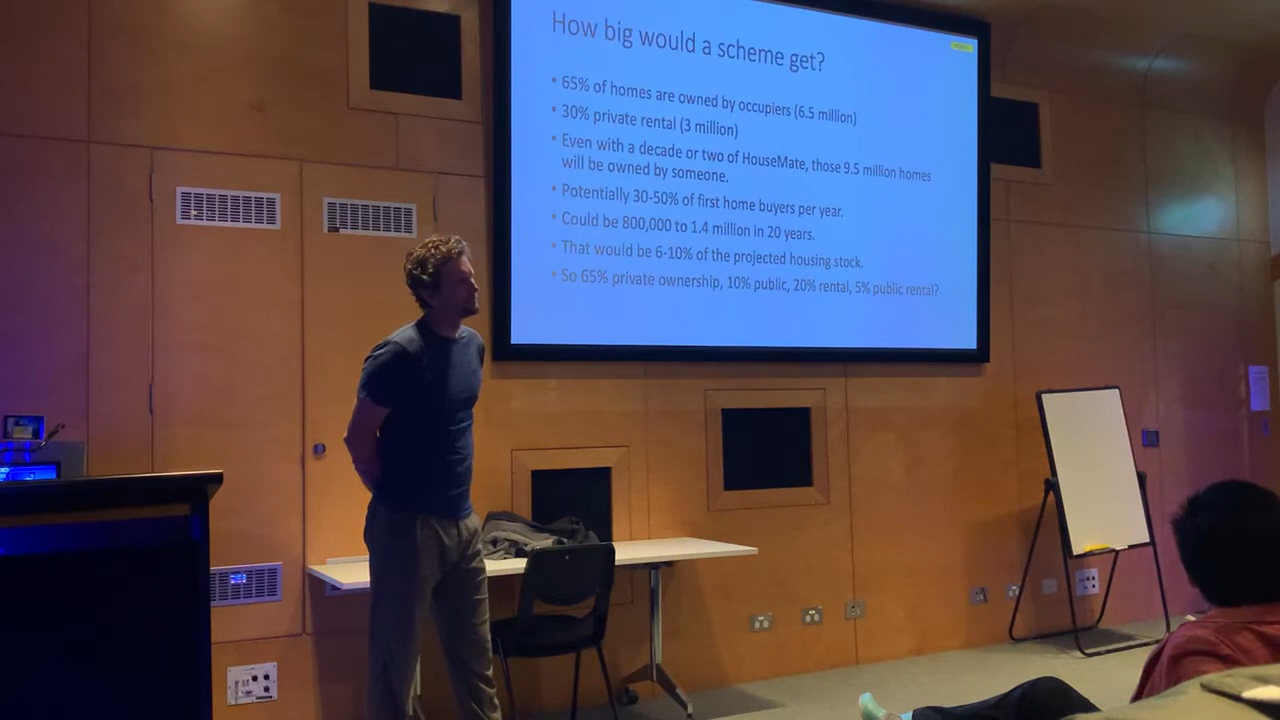 How big would a scheme get?
• 65% of homes are owned by occupiers (6.5 million)
• 30% private rental (3 million)
• Even with a decade or two of HouseMate, those 9.5 million homes
will be owned by someone.
• Potentially 30-50% of first home buyers per year.
• Could be 800,000 to 1.4 million in 20 years.
• That would be 6-10% of the projected housing stock.
• So 65% private ownership, 10% public, 20% rental, 5% public rental?